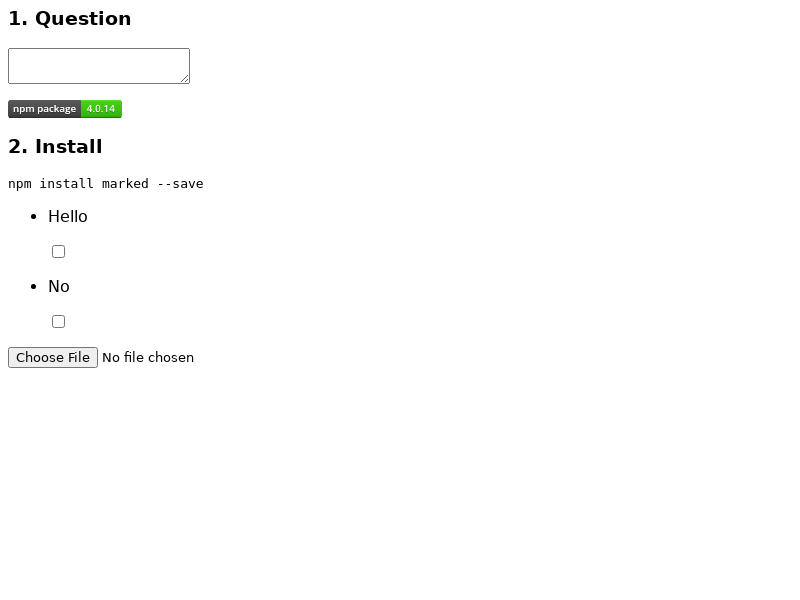 1. Question
npm package 4.0.14
2. Install
npm install marked --save
Hello
No
Choose File No file chosen